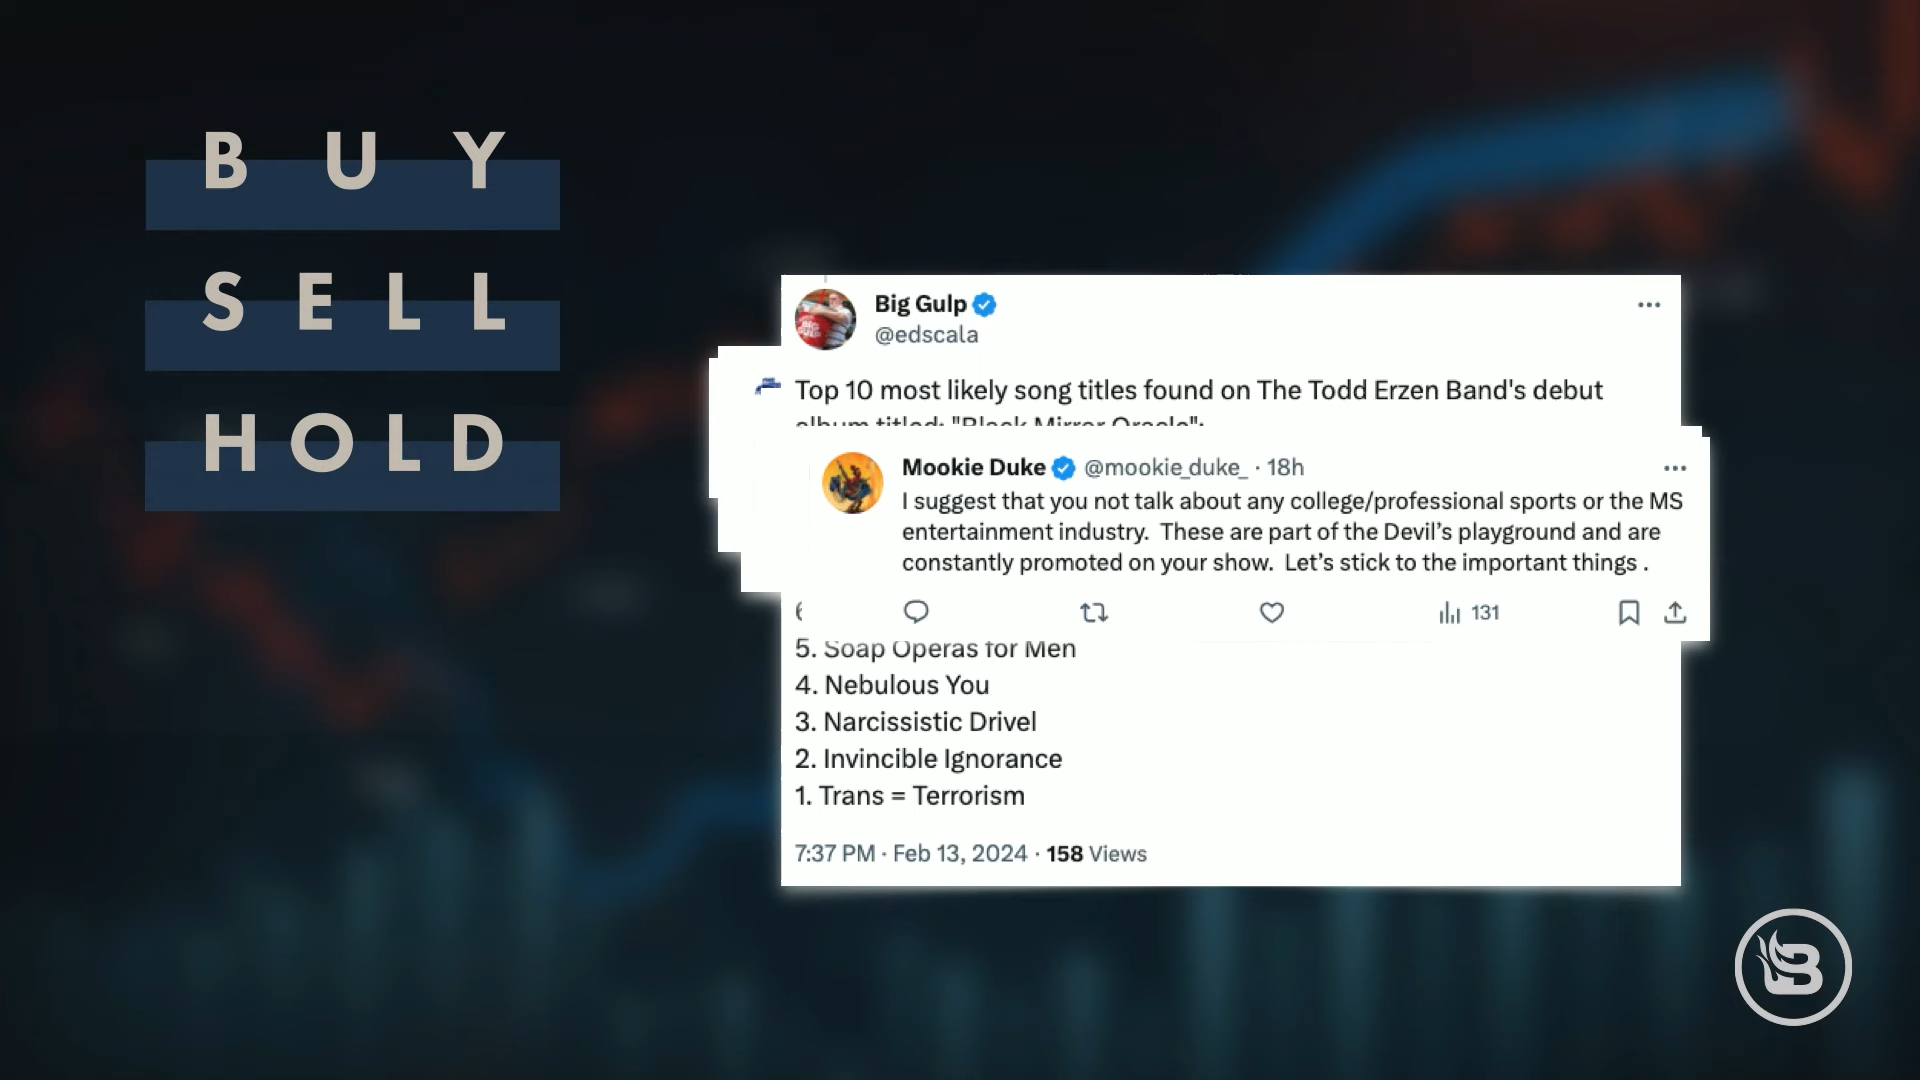 BUY
SELL
HOLD
Big Gulp
@edscala
Top 10 most likely song titles found on The Todd Erzen Band's debut
album titled: "Black Mirror Oracle":
Mookie Duke @mookie_duke_ · 18h
I suggest that you not talk about any college/professional sports or the MS
entertainment industry.  These are part of the Devil’s playground and are
constantly promoted on your show.  Let’s stick to the important things .
131
5. Soap Operas for Men
4. Nebulous You
3. Narcissistic Drivel
2. Invincible Ignorance
1. Trans = Terrorism
7:37 PM · Feb 13, 2024 · 158 Views